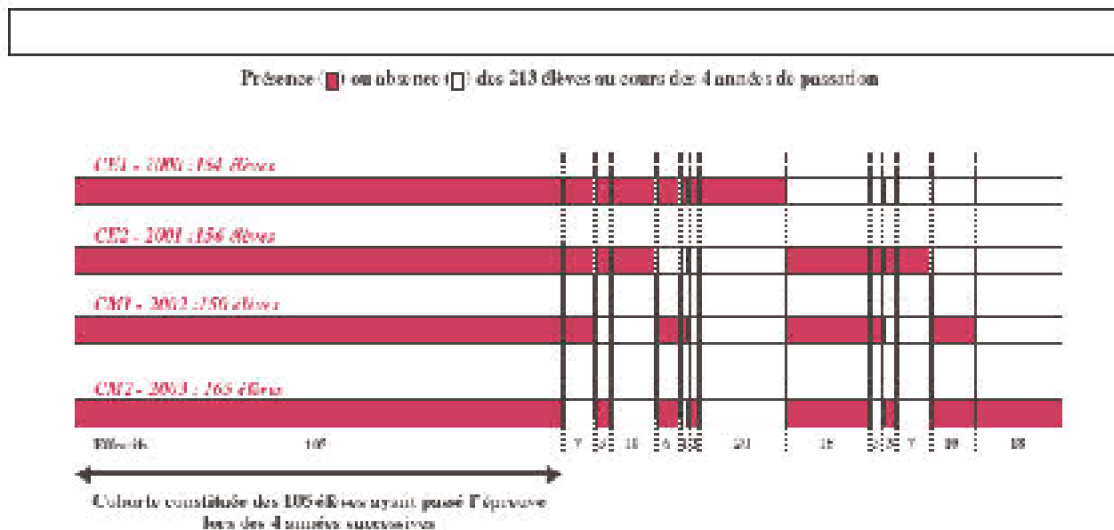 Présence ( ) ou absence ( ) des 213 élèves au cours des 4 années de passation
CE1 - 2000 : 154 élèves
CE2 - 2001 : 156 élèves
CM1 - 2002 : 150 élèves
CM2 - 2003 : 165 élèves
Effectifs 105 7 10 6 20 7 18
Cohorte constituée des 105 élèves ayant passé l'épreuve
lors des 4 années successives